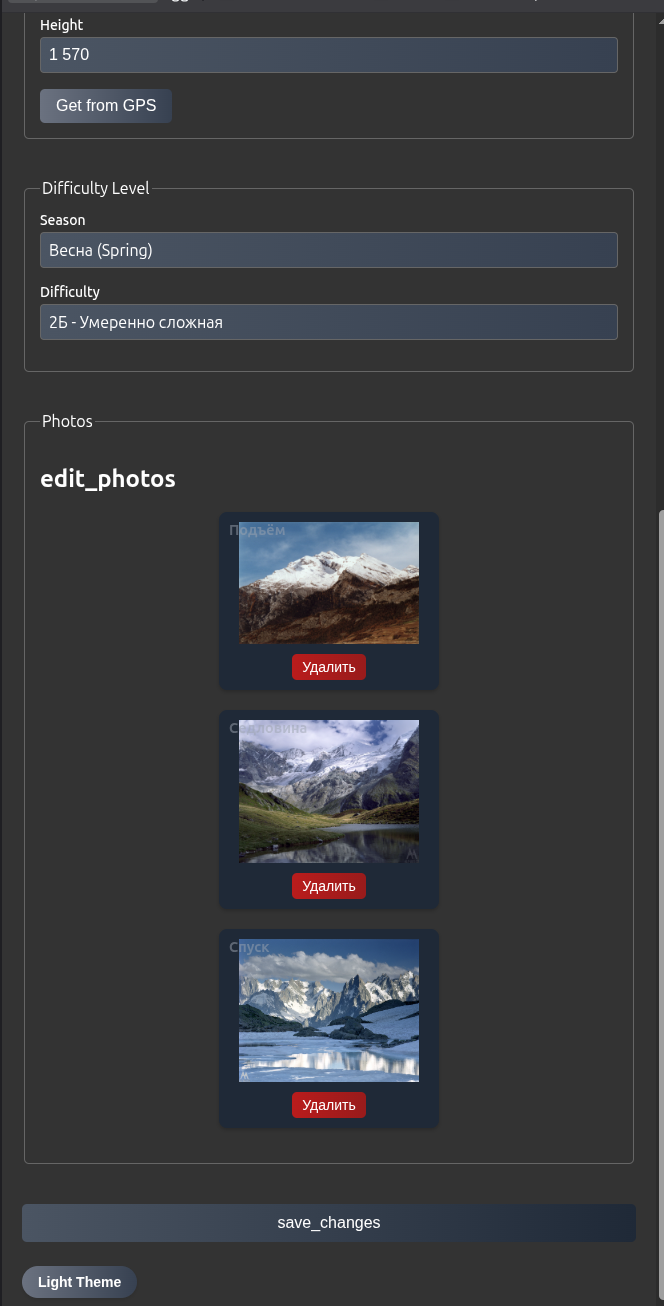 Height
1 570
Get from GPS
Difficulty Level
Season
Весна (Spring)
Difficulty
2Б - Умеренно сложная
Photos
edit_photos
Подъём
Удалить
Седловина
Удалить
Спуск
Удалить
save_changes
Light Theme